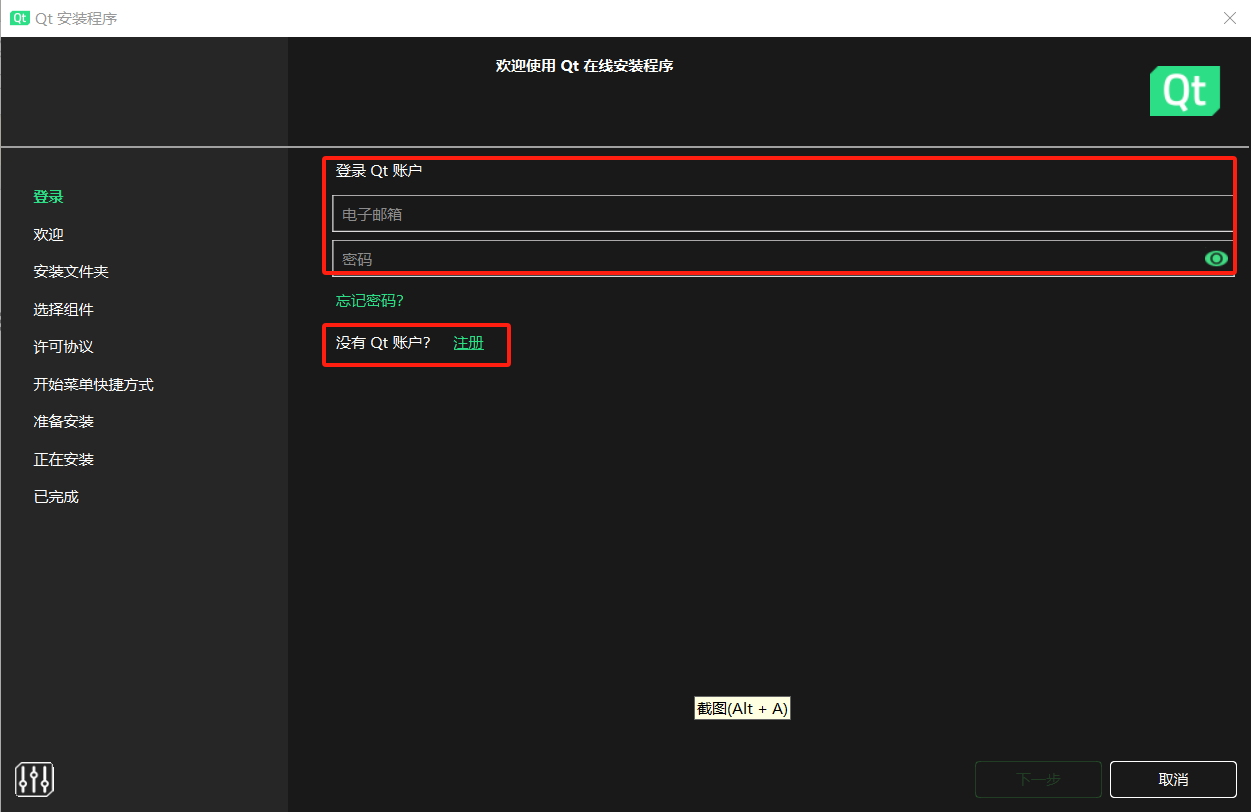 Qt Qt 安装程序
欢迎使用 Qt 在线安装程序
Qt
登录
欢迎
安装文件夹
选择组件
许可协议
开始菜单快捷方式
准备安装
正在安装
已完成
登录 Qt 账户
电子邮箱
密码
忘记密码?
没有 Qt 账户? 注册
截图(Alt + A)
下一步 取消